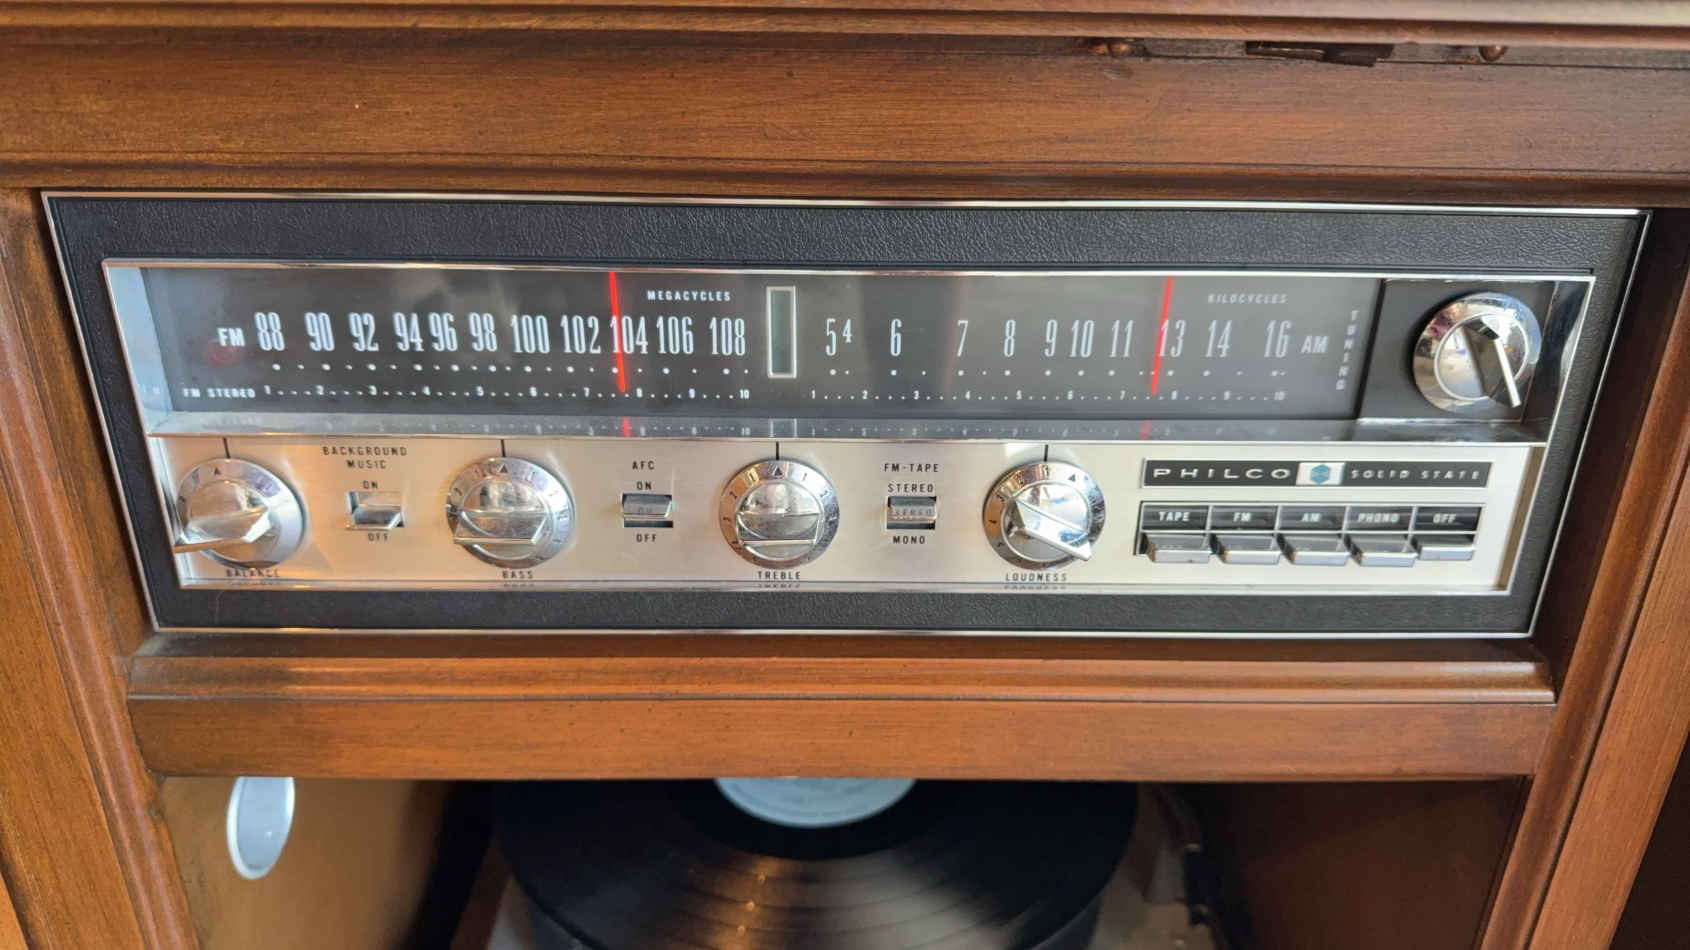 MEGACYCLES
KILOCYCLES
FM 88 90 92 94 96 98 100 102 104 106 108
54 6 7 8 9 10 11 13 14 16 AM
TUNING
FM STEREO 1 2 3 4 5 6 7 8 9 10
1 2 3 4 6 7 8 9 10
BACKGROUND
MUSIC
ON
OFF
AFC
ON
OFF
FM-TAPE
STEREO
MONO
PHILCO SOLID STATE
TAPE FM AM PHONO OFF
BALANCE
BASS
TREBLE
LOUDNESS